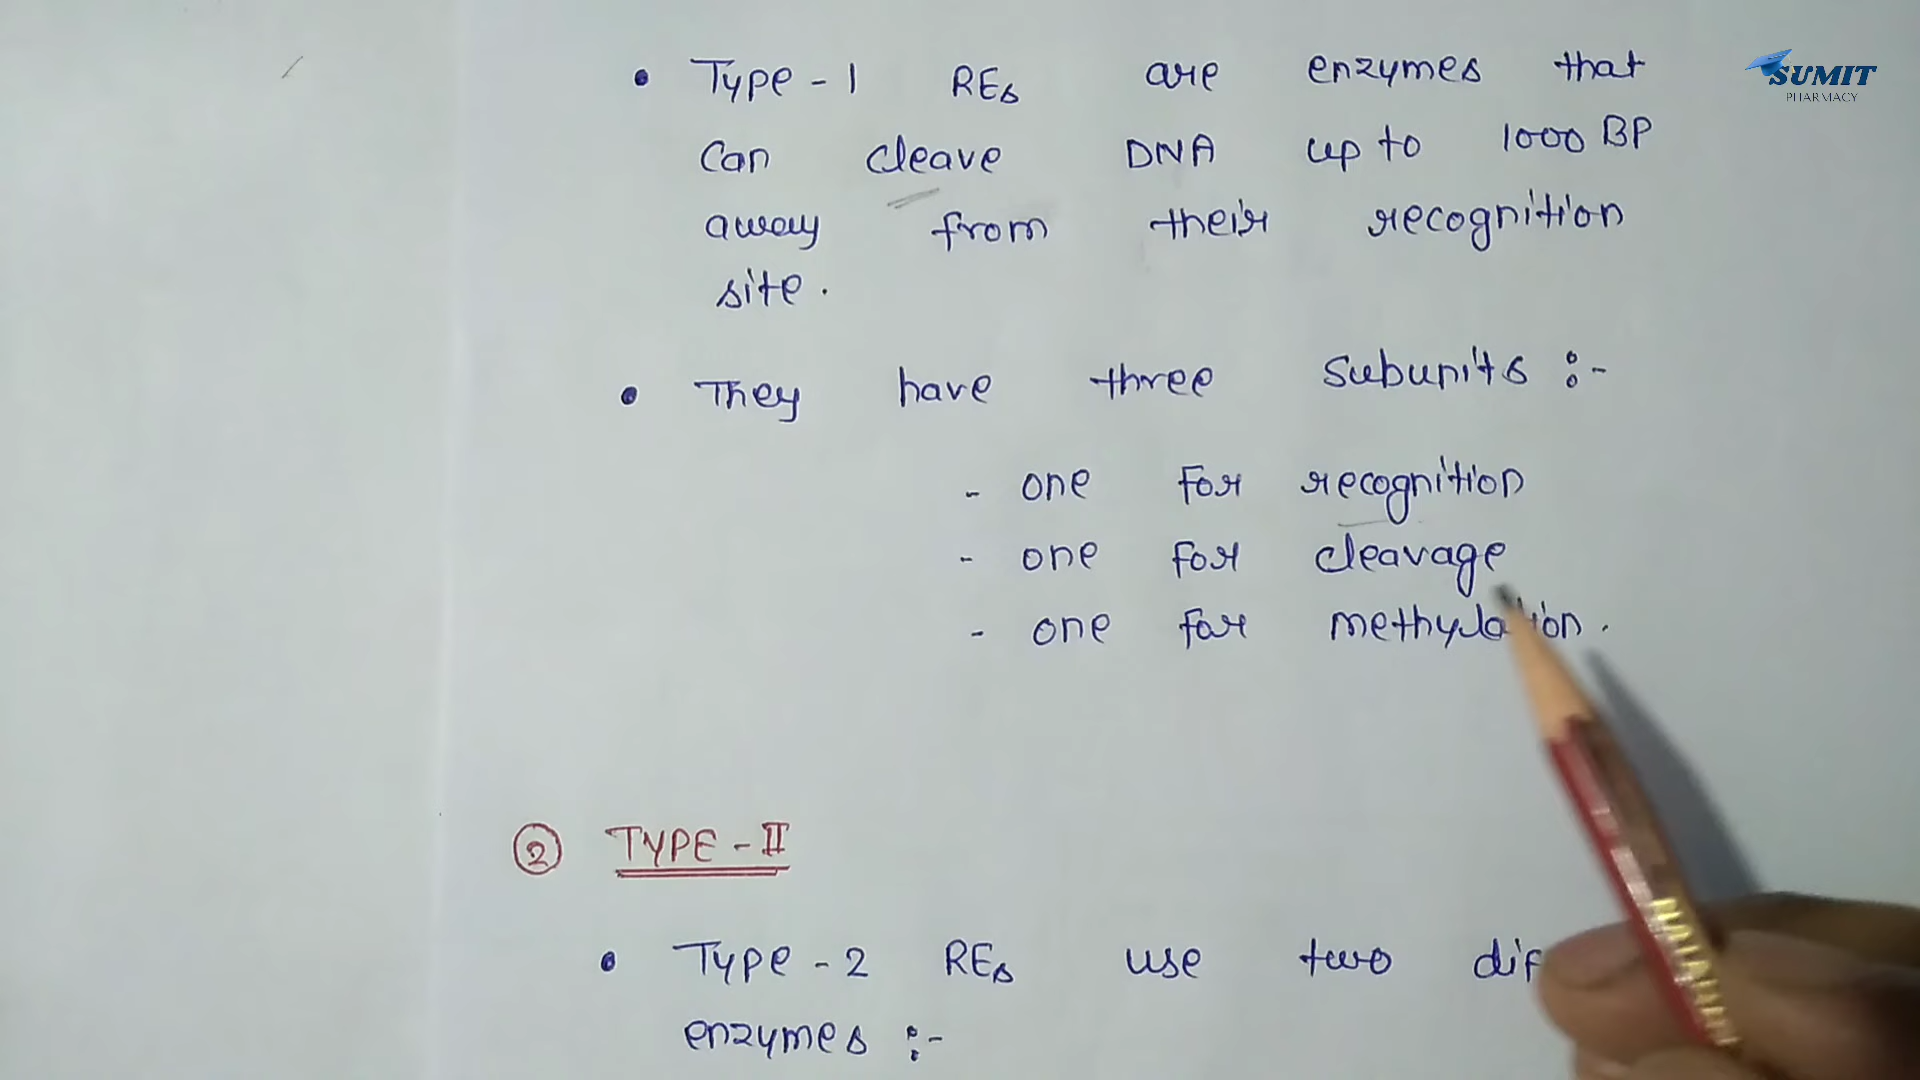 • Type - 1 REs are enzymes that
SUMIT
PHARMACY
can cleave DNA up to 1000 BP
away from their recognition
site.
• They have three subunits :-
- one for recognition
- one for cleavage
- one for methylation.
② TYPE - II
• Type - 2 REs use two dif
enzymes :-